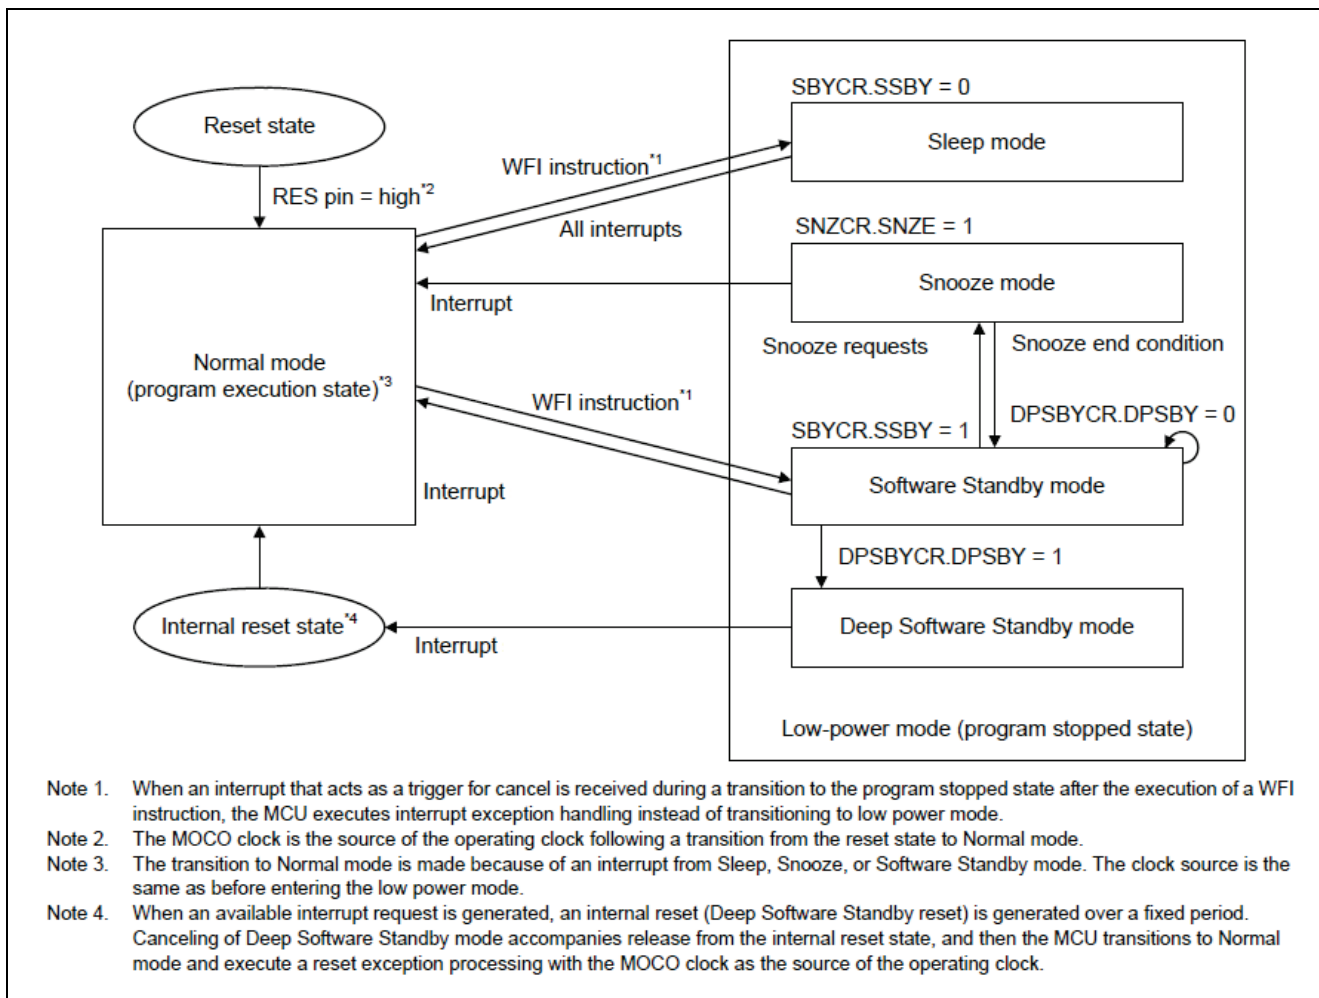 SBYCR.SSBY = 0
Reset state
Sleep mode
WFI instruction*1
RES pin = high*2
All interrupts
SNZCR.SNZE = 1
Snooze mode
Interrupt
Snooze requests
Snooze end condition
Normal mode
(program execution state)*3
WFI instruction*1
DPSBYCR.DPSBY = 0
SBYCR.SSBY = 1
Software Standby mode
Interrupt
DPSBYCR.DPSBY = 1
Internal reset state*4
Deep Software Standby mode
Interrupt
Low-power mode (program stopped state)
Note 1. When an interrupt that acts as a trigger for cancel is received during a transition to the program stopped state after the execution of a WFI
instruction, the MCU executes interrupt exception handling instead of transitioning to low power mode.
Note 2. The MOCO clock is the source of the operating clock following a transition from the reset state to Normal mode.
Note 3. The transition to Normal mode is made because of an interrupt from Sleep, Snooze, or Software Standby mode. The clock source is the
same as before entering the low power mode.
Note 4. When an available interrupt request is generated, an internal reset (Deep Software Standby reset) is generated over a fixed period.
Canceling of Deep Software Standby mode accompanies release from the internal reset state, and then the MCU transitions to Normal
mode and execute a reset exception processing with the MOCO clock as the source of the operating clock.